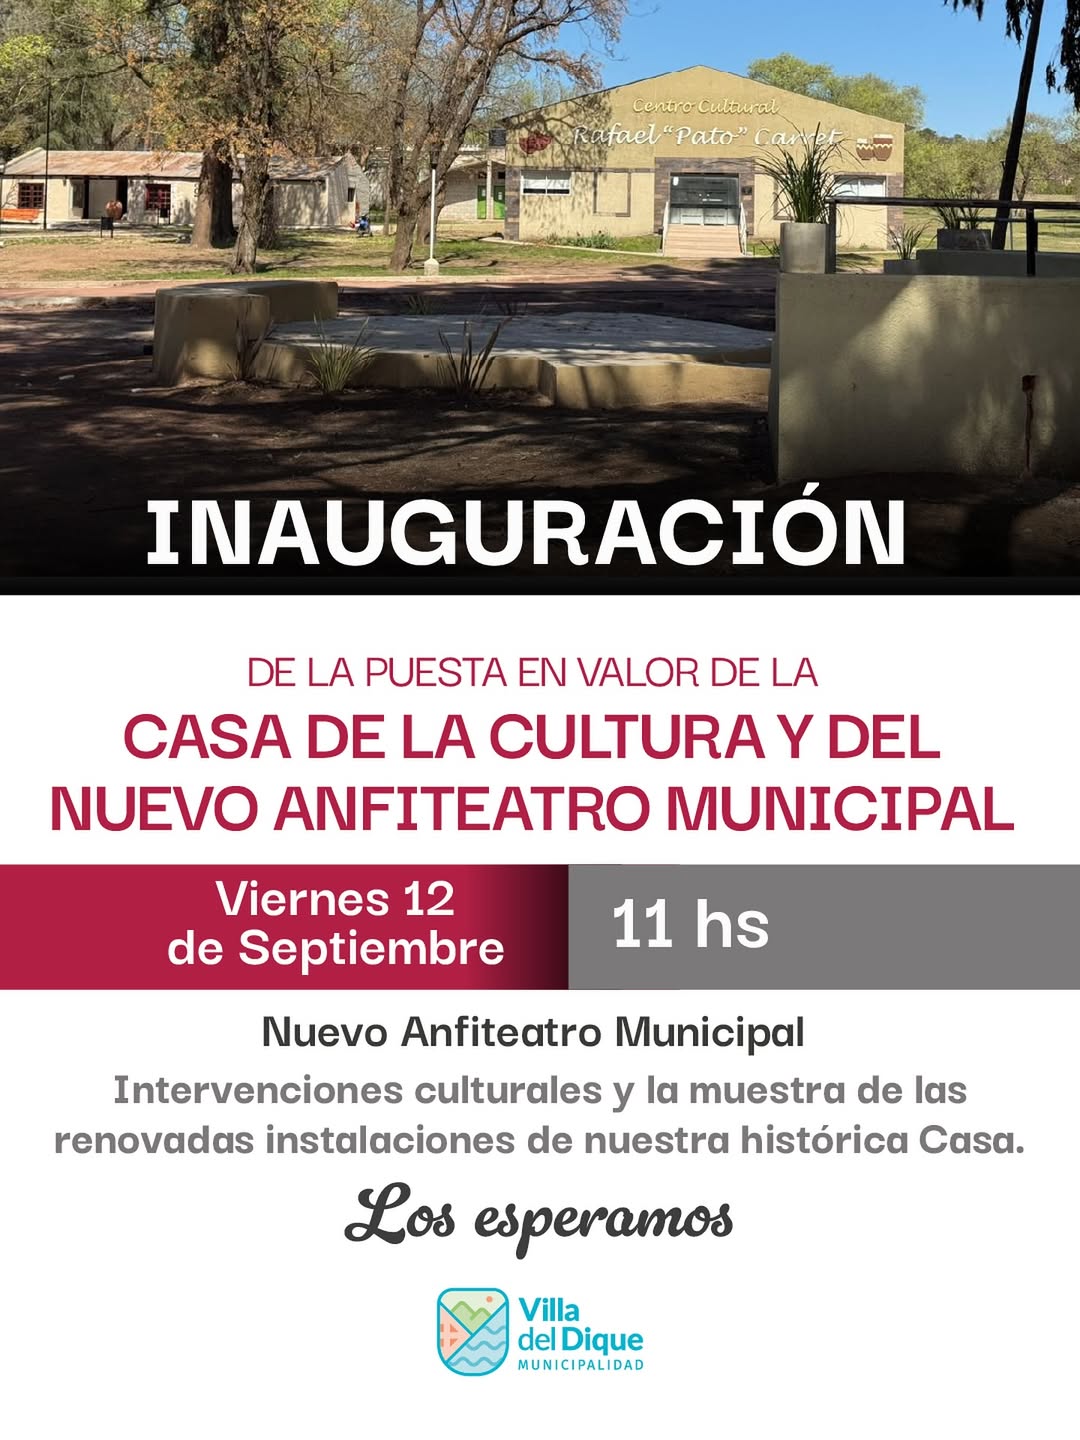 Centro Cultural
Rafael "Pato" Carret
INAUGURACIÓN
DE LA PUESTA EN VALOR DE LA
CASA DE LA CULTURA Y DEL
NUEVO ANFITEATRO MUNICIPAL
Viernes 12
de Septiembre
11 hs
Nuevo Anfiteatro Municipal
Intervenciones culturales y la muestra de las
renovadas instalaciones de nuestra histórica Casa.
Los esperamos
Villa
del Dique
MUNICIPALIDAD